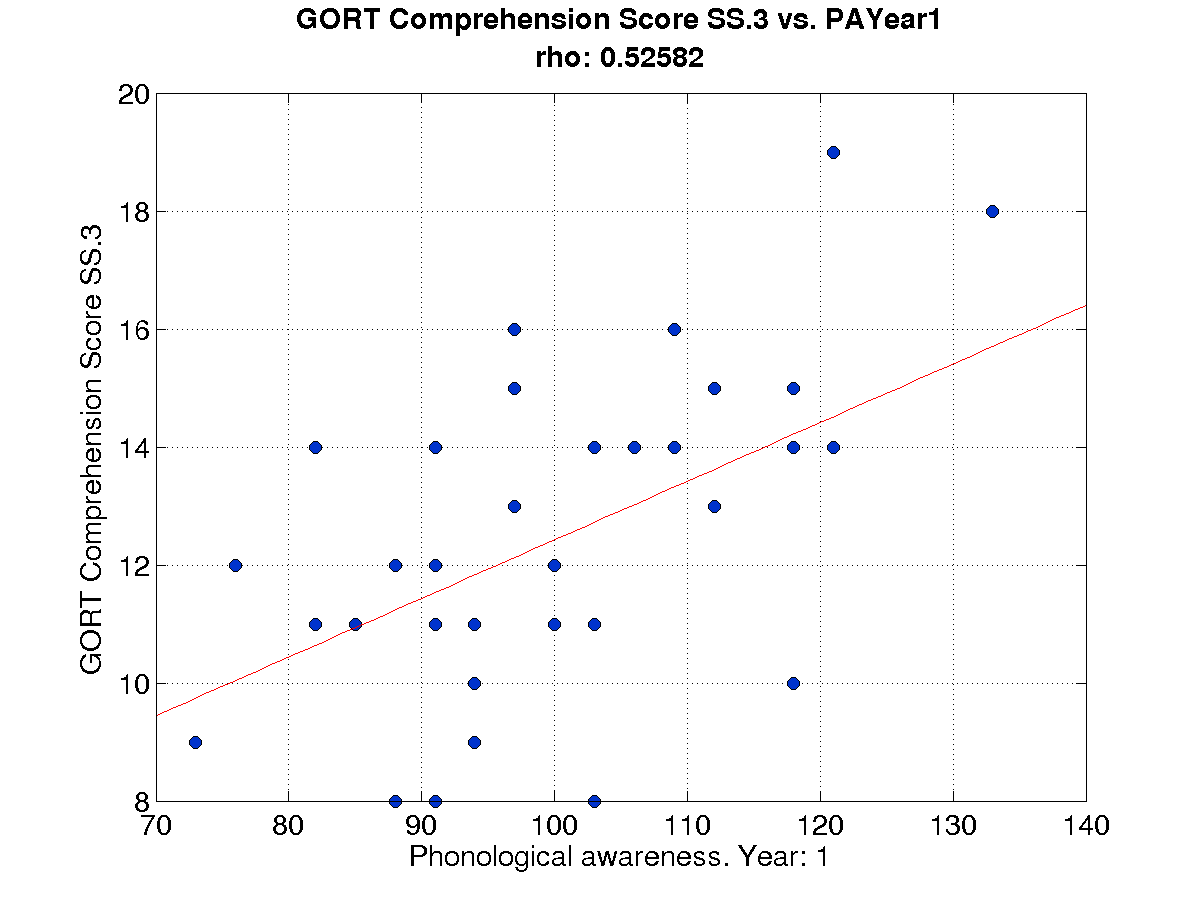 GORT Comprehension Score SS.3 vs. PAYear1
rho: 0.52582
20
18
16
14
12
10
8
GORT Comprehension Score SS.3
70 80 90 100 110 120 130 140
Phonological awareness. Year: 1